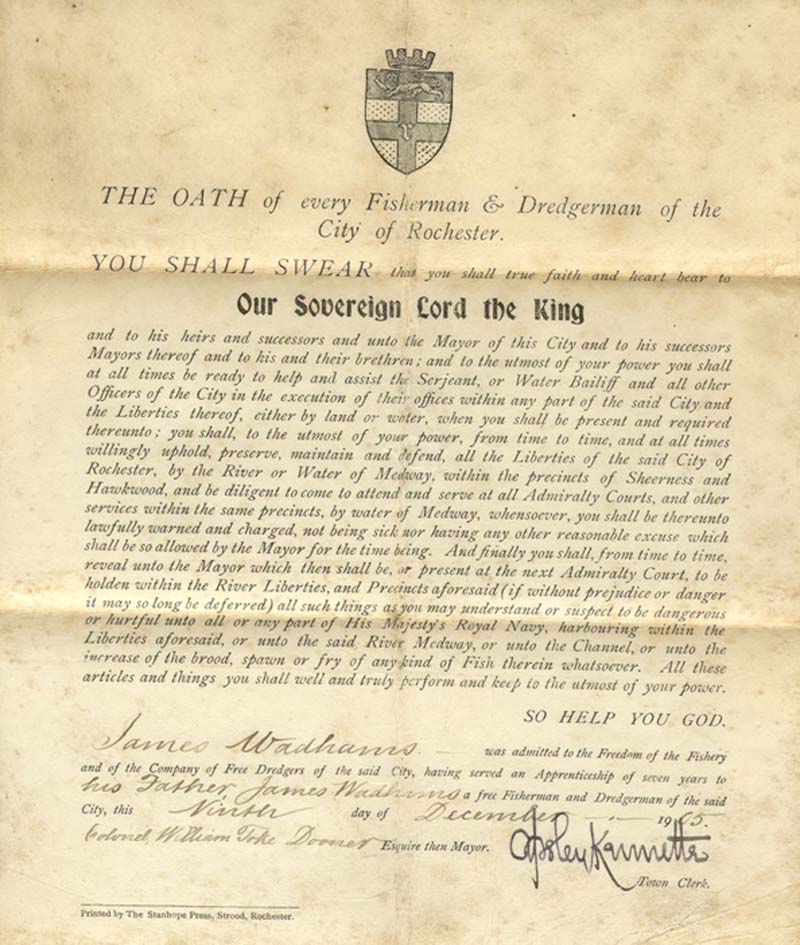 r
THE OATH of every Fisherman & Dredgerman of the
City of Rochester.
YOU SHALL SWEAR that you shall true faith and heart bear to
Our Sovereign Lord the King
and to his heirs and successors and unto the Mayor of this City and to his successors
Mayors thereof and to his and their brethren; and to the utmost of your power you shall
at all times be ready to help and assist the Serjeant, or Water Bailiff and all other
Officers of the City in the execution of their offices within any part of the said City and
the Liberties thereof, either by land or water, when you shall be present and required
thereunto; you shall, to the utmost of your power, from time to time, and at all times
willingly uphold, preserve, maintain and defend, all the Liberties of the said City of
Rochester, by the River or Water of Medway, within the precincts of Sheerness and
Hawkwood, and be diligent to come to attend and serve at all Admiralty Courts, and other
services within the same precincts, by water of Medway, whensoever, you shall be thereunto
lawfully warned and charged, not being sick nor having any other reasonable excuse which
shall be so allowed by the Mayor for the time being. And finally you shall, from time to time,
reveal unto the Mayor which then shall be, or present at the next Admiralty Court, to be
holden within the River Liberties, and Precincts aforesaid (if without prejudice or danger
it may so long be deferred) all such things as you may understand or suspect to be dangerous
or hurtful unto all or any part of His Majesty's Royal Navy, harbouring within the
Liberties aforesaid, or unto the said River Medway, or unto the Channel, or unto the
increase of the brood, spawn or fry of any kind of Fish therein whatsoever. All these
articles and things you shall well and truly perform and keep to the utmost of your power.
SO HELP YOU GOD.
James Wadhams was admitted to the Freedom of the Fishery
and of the Company of Free Dredgers of the said City, having served an Apprenticeship of seven years to
his Father, James Wadhams a free Fisherman and Dredgerman of the said
City, this Ninth day of December 1905.
Colonel William Toke Dooner Esquire then Mayor.
Apsley Kennette
Town Clerk.
Printed by The Stanhope Press, Strood, Rochester.